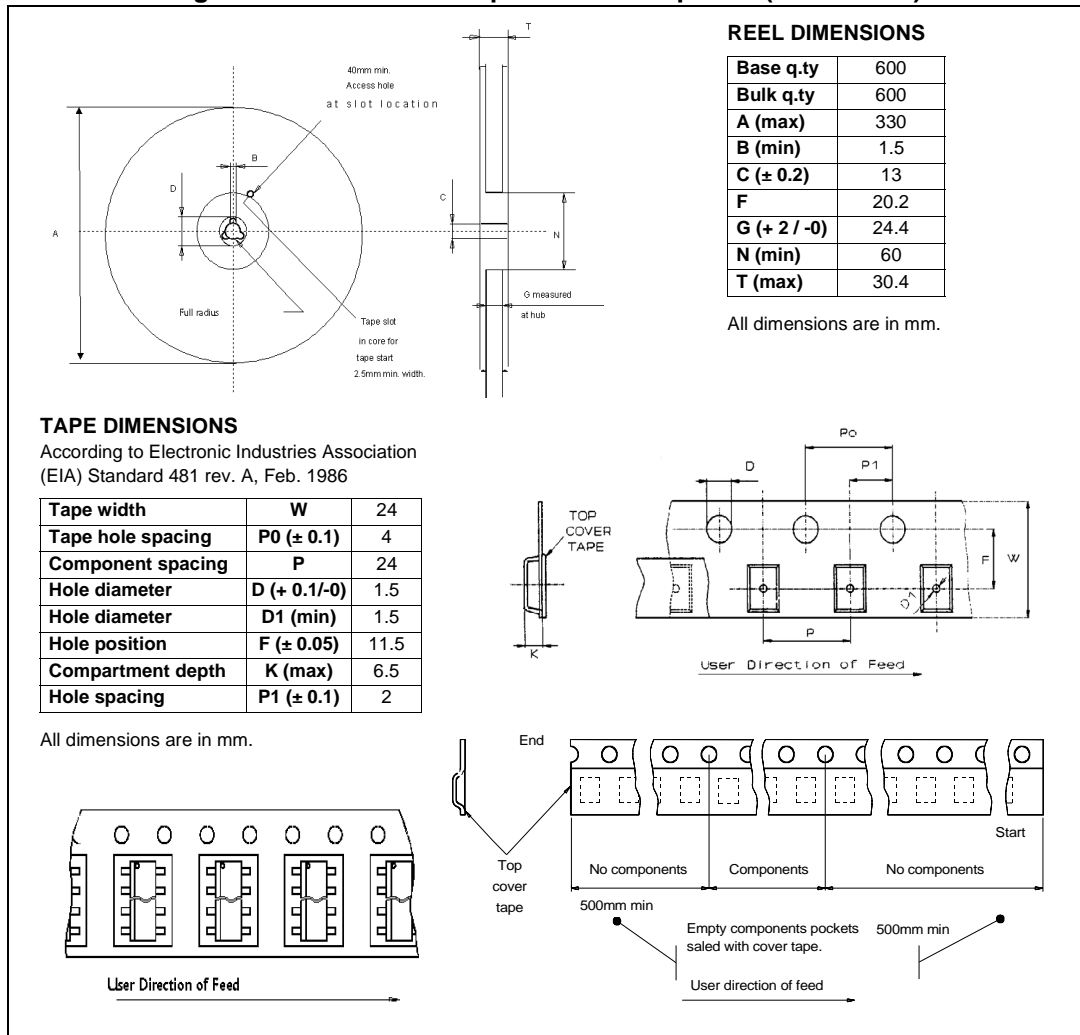 T
40mm min.
Access hole
at slot location
B
D
C
A
N
Full radius
G measured
at hub
Tape slot
in core for
tape start
2.5mm min. width.
REEL DIMENSIONS
Base q.ty 600
Bulk q.ty 600
A (max) 330
B (min) 1.5
C (± 0.2) 13
F 20.2
G (+ 2 / -0) 24.4
N (min) 60
T (max) 30.4
All dimensions are in mm.
TAPE DIMENSIONS
According to Electronic Industries Association
(EIA) Standard 481 rev. A, Feb. 1986
Tape width W 24
Tape hole spacing P0 (± 0.1) 4
Component spacing P 24
Hole diameter D (+ 0.1/-0) 1.5
Hole diameter D1 (min) 1.5
Hole position F (± 0.05) 11.5
Compartment depth K (max) 6.5
Hole spacing P1 (± 0.1) 2
All dimensions are in mm.
Po
D
P1
TOP
COVER
TAPE
F
W
D1
K
P
User Direction of Feed
End
Start
Top
cover
tape
No components
Components
No components
500mm min
Empty components pockets
saled with cover tape.
500mm min
User direction of feed
User Direction of Feed